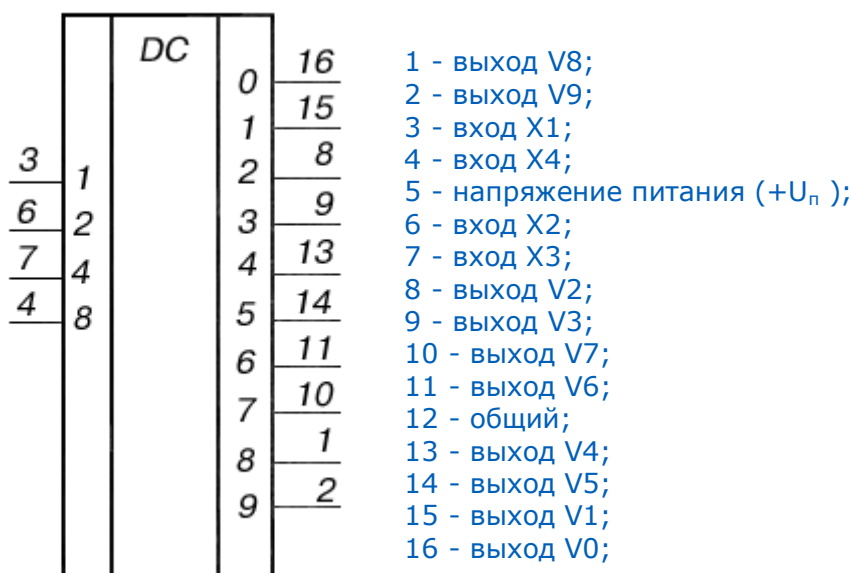 DC
0 16
1 15
2 8
3 9
4 13
5 14
6 11
7 10
8 1
9 2
3 1
6 2
7 4
4 8
1 - выход V8;
2 - выход V9;
3 - вход X1;
4 - вход X4;
5 - напряжение питания (+Uп );
6 - вход X2;
7 - вход X3;
8 - выход V2;
9 - выход V3;
10 - выход V7;
11 - выход V6;
12 - общий;
13 - выход V4;
14 - выход V5;
15 - выход V1;
16 - выход V0;